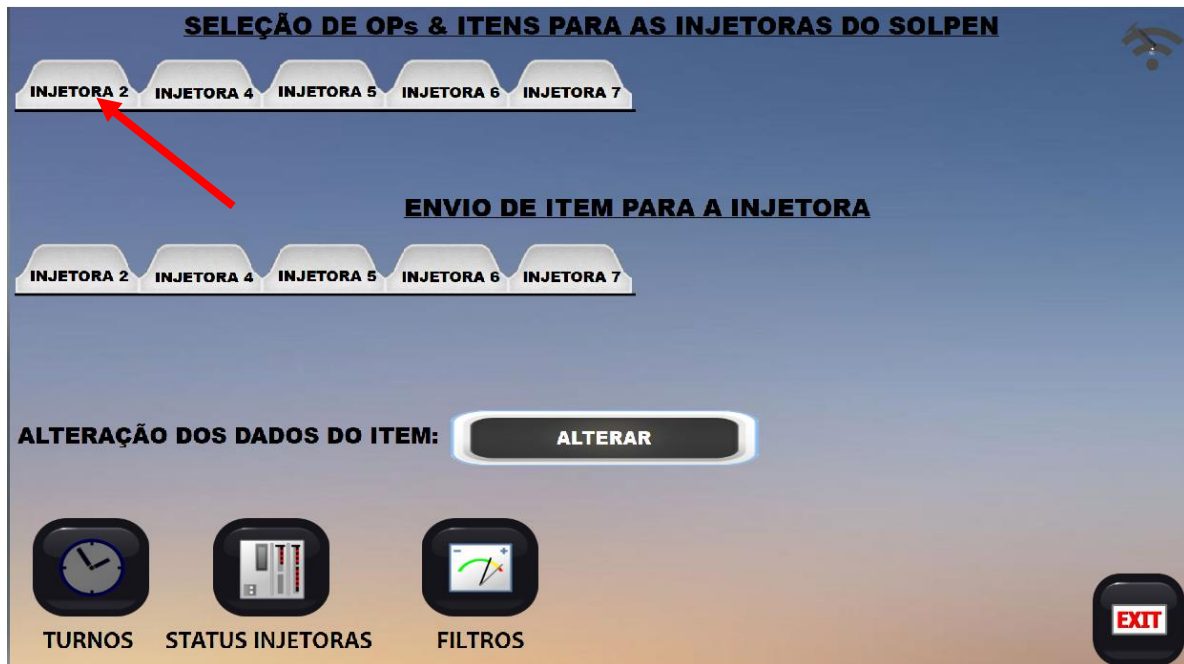 SELEÇÃO DE OPs & ITENS PARA AS INJETORAS DO SOLPEN
INJETORA 2 INJETORA 4 INJETORA 5 INJETORA 6 INJETORA 7
ENVIO DE ITEM PARA A INJETORA
INJETORA 2 INJETORA 4 INJETORA 5 INJETORA 6 INJETORA 7
ALTERAÇÃO DOS DADOS DO ITEM: ALTERAR
- +
EXIT
TURNOS STATUS INJETORAS FILTROS